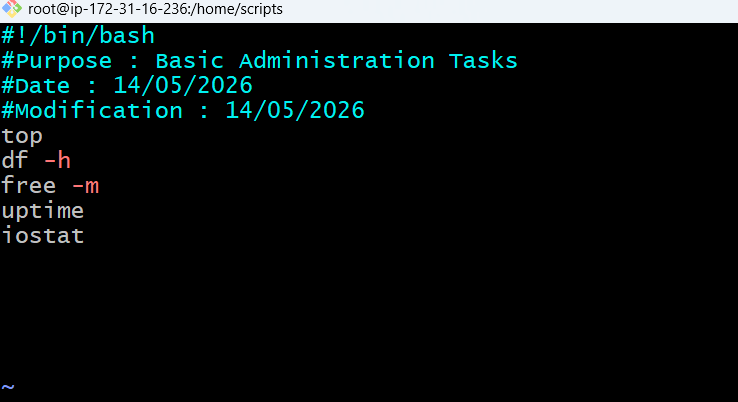 root@ip-172-31-16-236:/home/scripts
#!/bin/bash
#Purpose : Basic Administration Tasks
#Date : 14/05/2026
#Modification : 14/05/2026
top
df -h
free -m
uptime
iostat
~